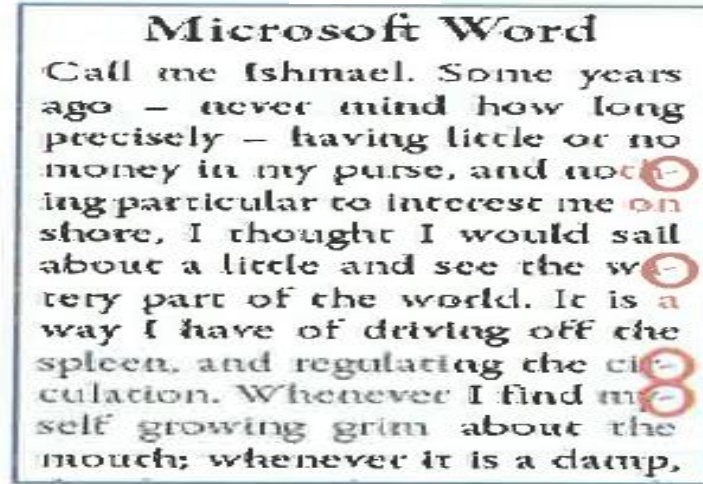 Microsoft Word
Call me Ishmael. Some years
ago – never mind how long
precisely – having little or no
money in my purse, and noth-
ing particular to interest me on
shore, I thought I would sail
about a little and see the wa-
tery part of the world. It is a
way I have of driving off the
spleen, and regulating the cir-
culation. Whenever I find my-
self growing grim about the
mouth; whenever it is a damp,